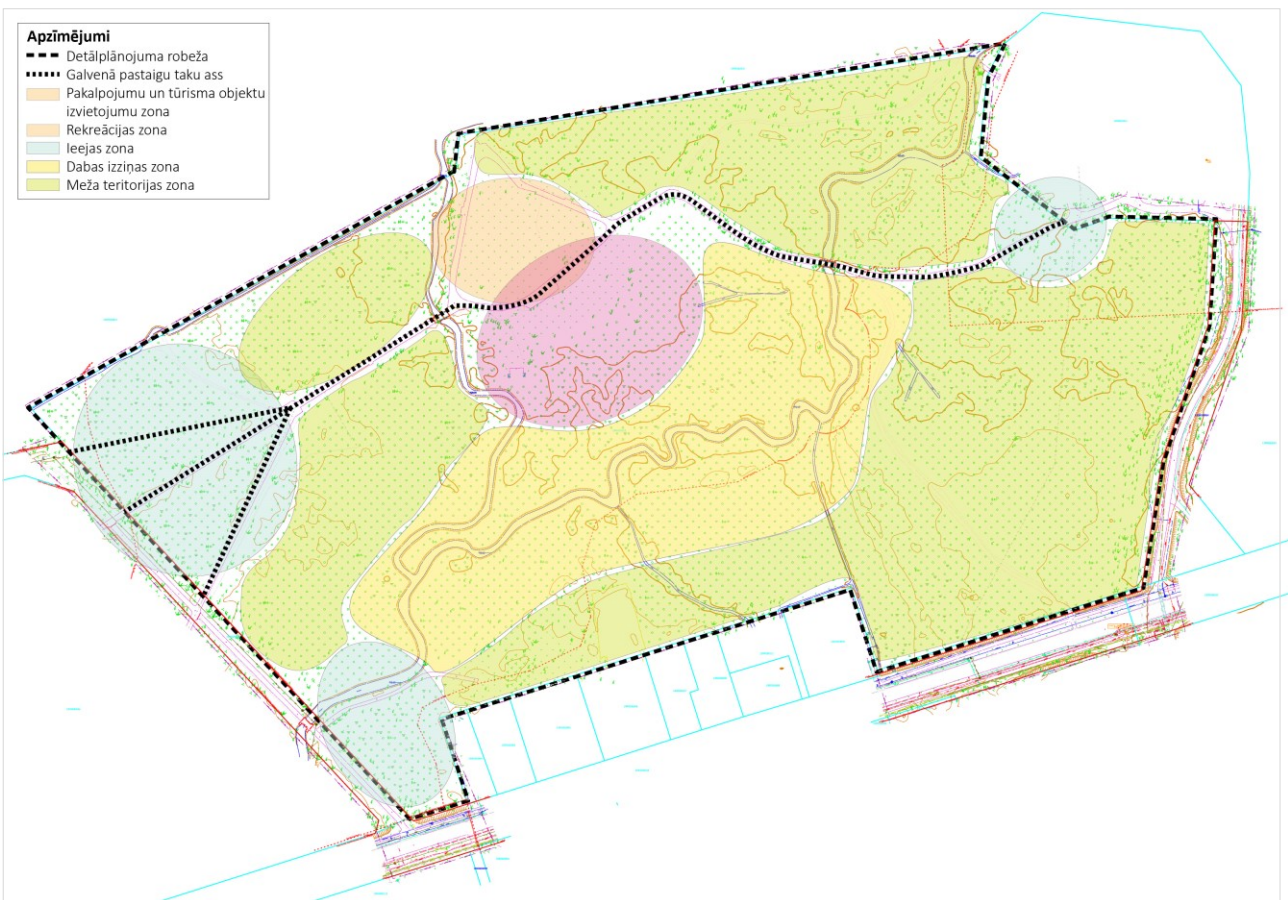 Apzīmējumi
Detālplānojuma robeža
Galvenā pastaigu taku ass
Pakalpojumu un tūrisma objektu
izvietojumu zona
Rekreācijas zona
Ieejas zona
Dabas izziņas zona
Meža teritorijas zona